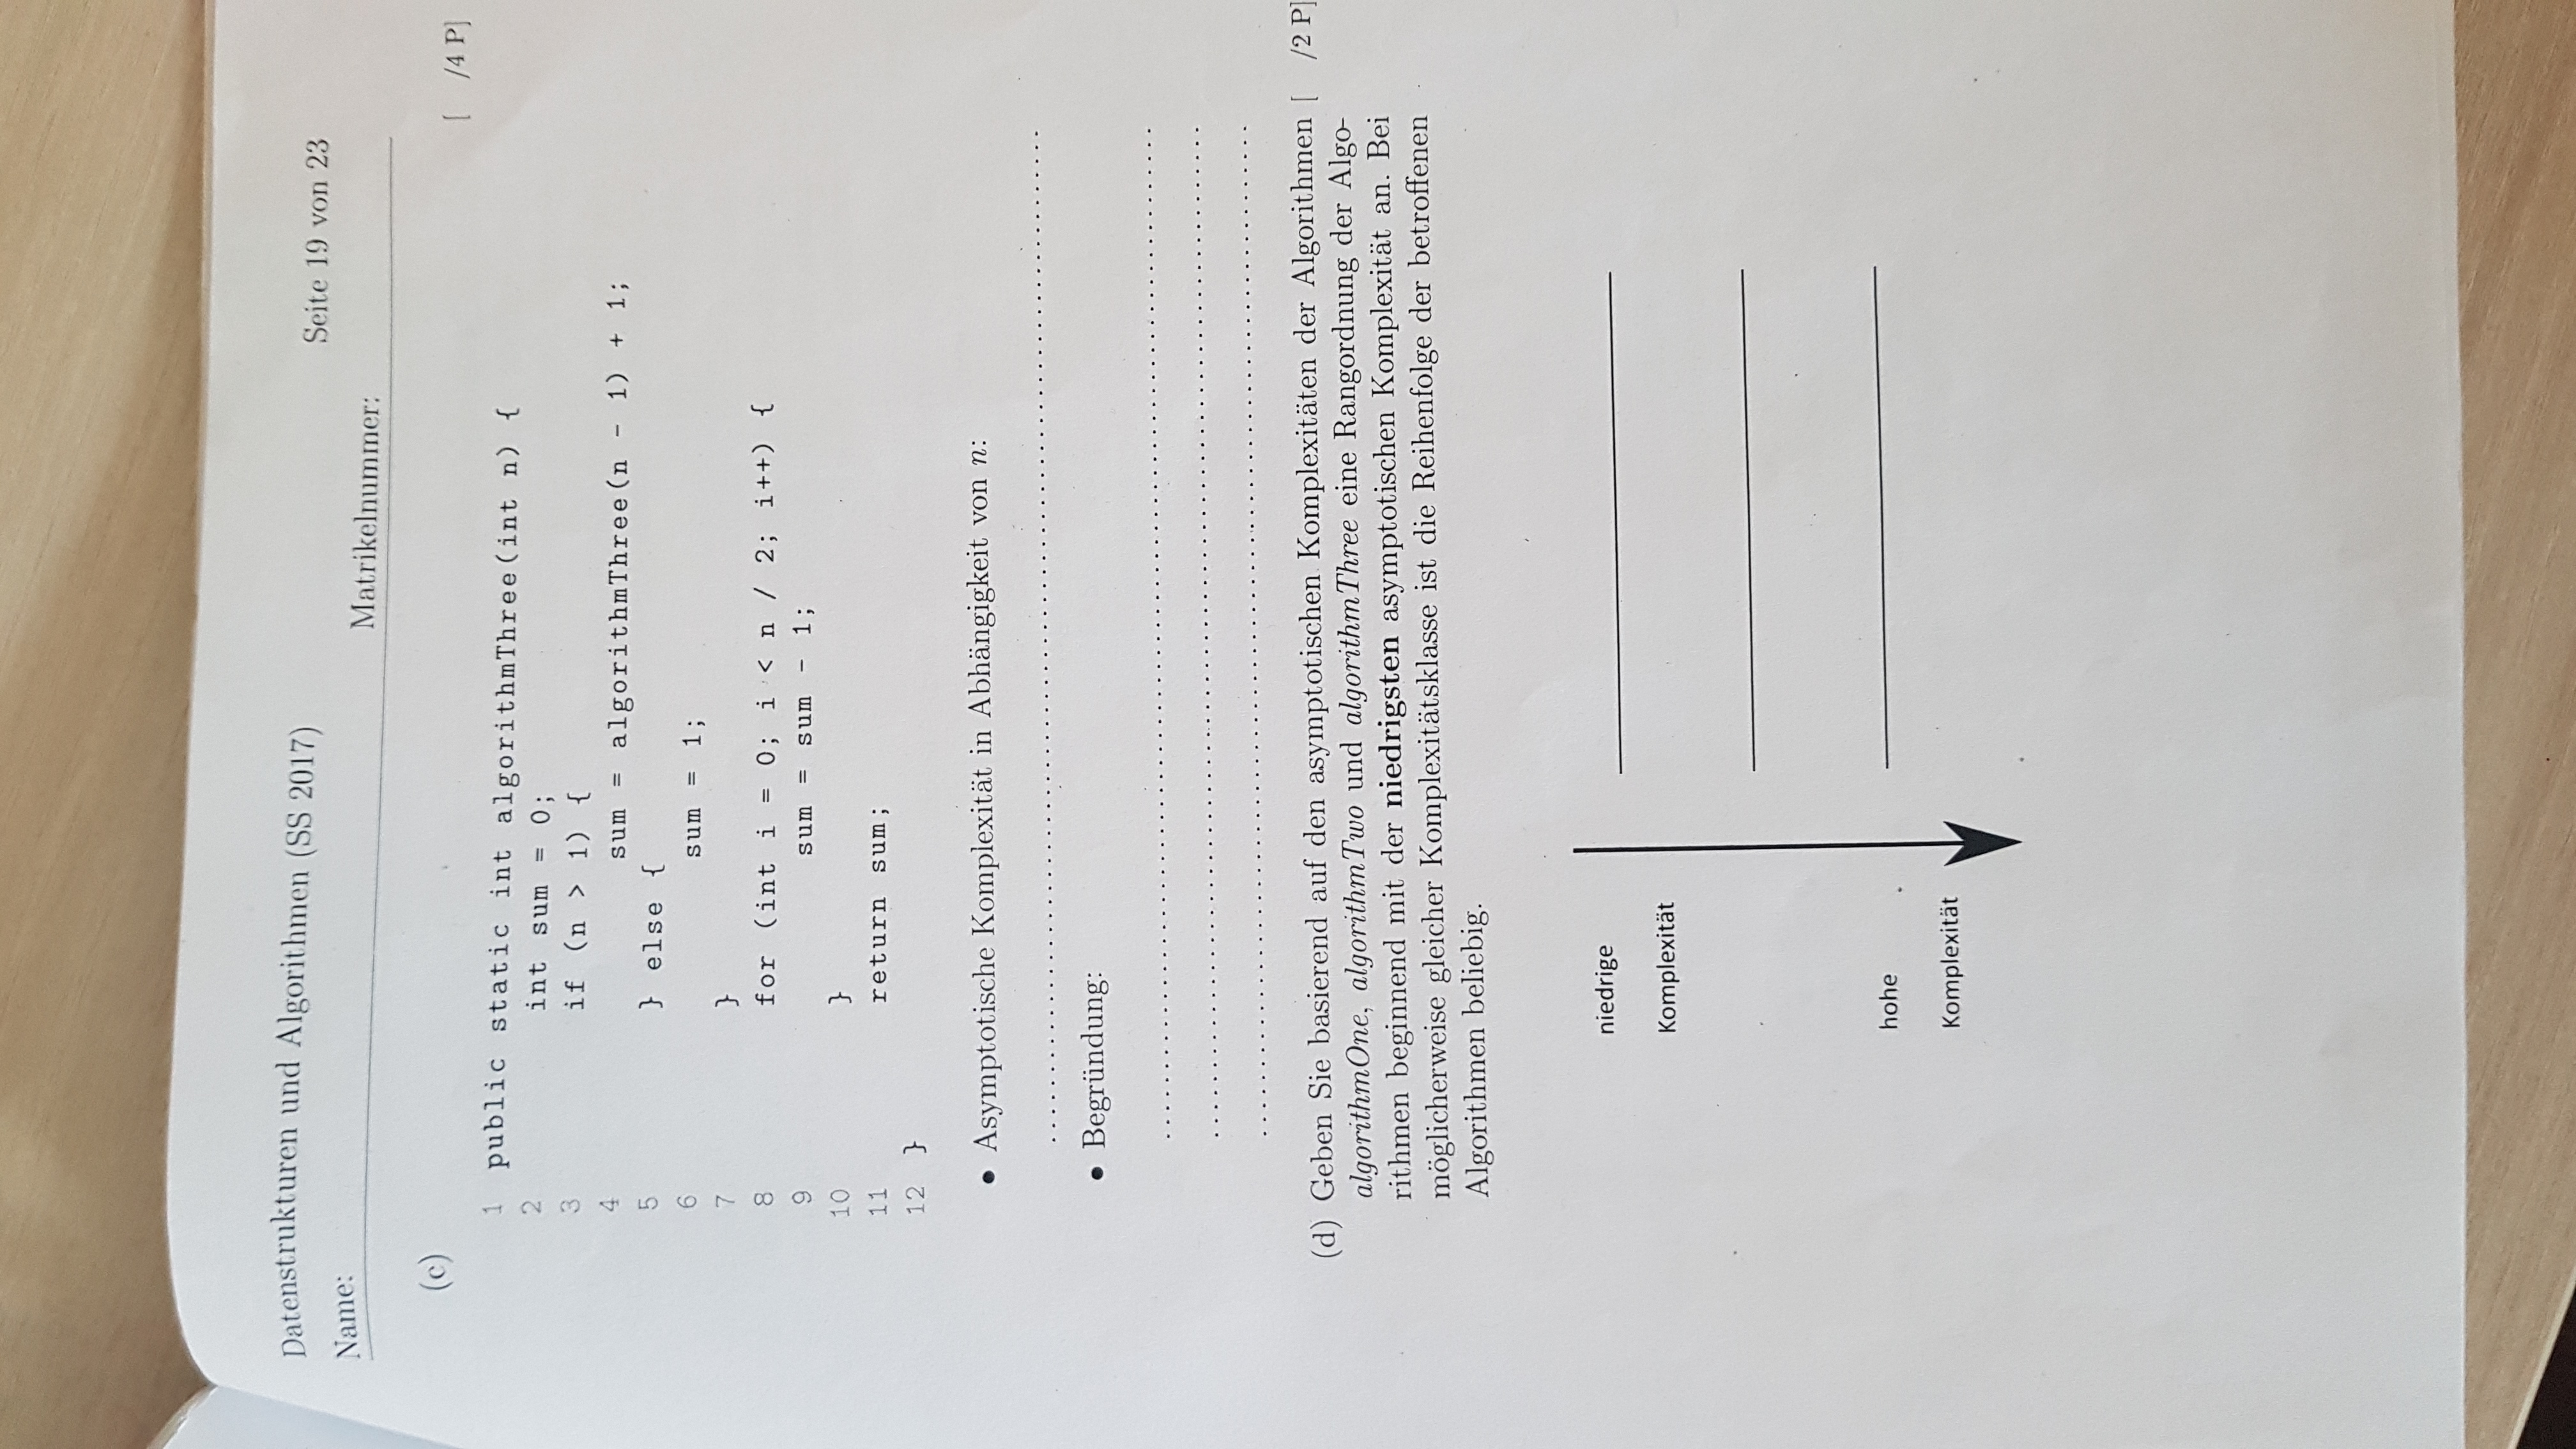 Datenstrukturen und Algorithmen (SS 2017)
Seite 19 von 23
Name:
Matrikelnummer:
(c)
[ /4 P]
1 public static int algorithmThree(int n) {
2 int sum = 0;
3 if (n > 1) {
4 sum = algorithmThree(n - 1) + 1;
5 } else {
6 sum = 1;
7 }
8 for (int i = 0; i < n / 2; i++) {
9 sum = sum - 1;
10 }
11 return sum;
12 }
• Asymptotische Komplexität in Abhängigkeit von n:
• Begründung:
(d) Geben Sie basierend auf den asymptotischen Komplexitäten der Algorithmen [ /2 P]
algorithmOne, algorithmTwo und algorithmThree eine Rangordnung der Algo-
rithmen beginnend mit der niedrigsten asymptotischen Komplexität an. Bei
möglicherweise gleicher Komplexitätsklasse ist die Reihenfolge der betroffenen
Algorithmen beliebig.
niedrige
Komplexität
hohe
Komplexität